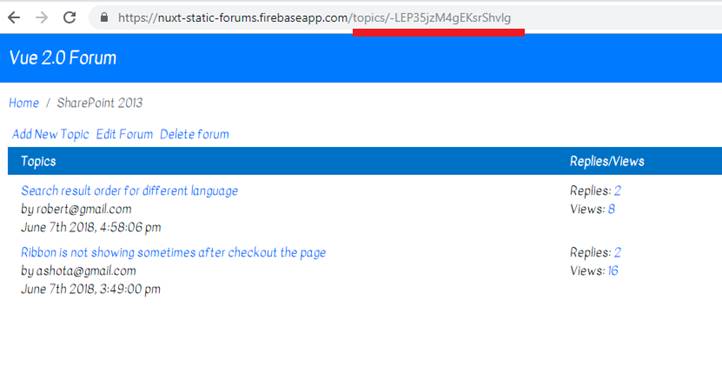 https://nuxt-static-forums.firebaseapp.com/topics/-LEP35jzM4gEKsrShvIg
Vue 2.0 Forum
Home / SharePoint 2013
Add New Topic Edit Forum Delete forum
Topics Replies/Views
Search result order for different language Replies: 2
by robert@gmail.com Views: 8
June 7th 2018, 4:58:06 pm
Ribbon is not showing sometimes after checkout the page Replies: 2
by ashota@gmail.com Views: 16
June 7th 2018, 3:49:00 pm